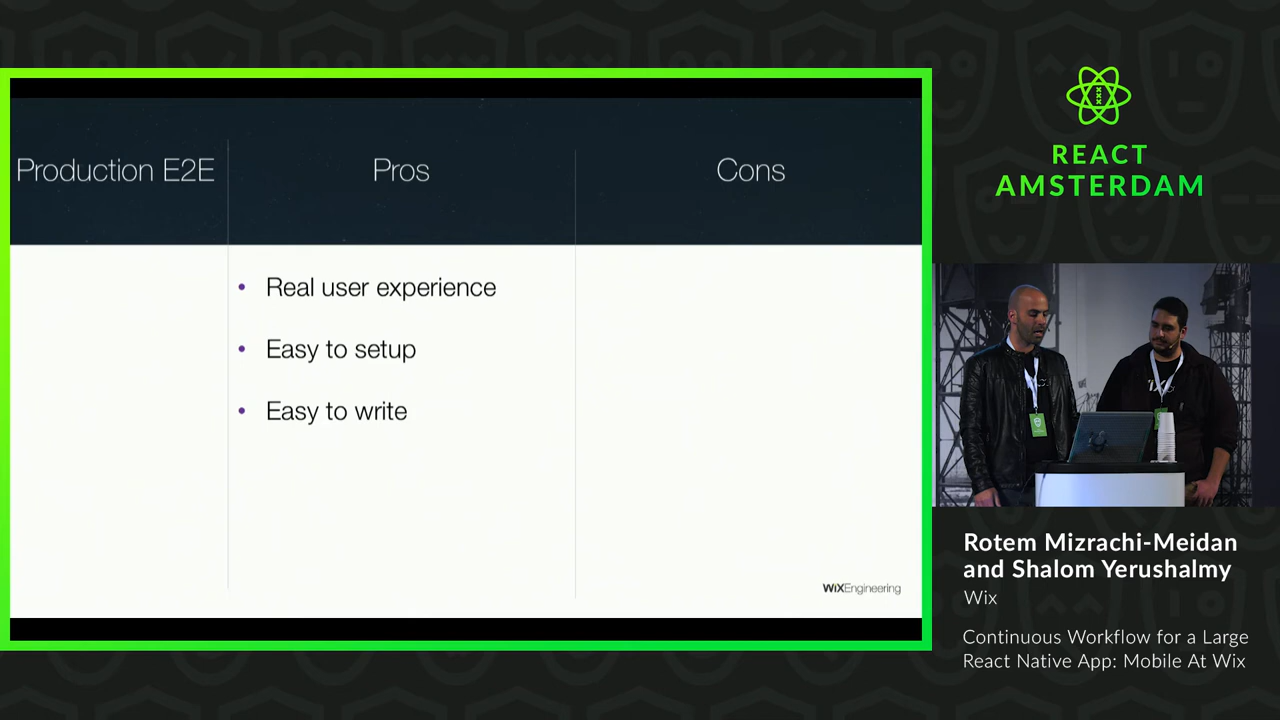 Production E2E
Pros
Cons
• Real user experience
• Easy to setup
• Easy to write
WiXEngineering
REACT
AMSTERDAM
Rotem Mizrachi-Meidan
and Shalom Yerushalmy
Wix
Continuous Workflow for a Large
React Native App: Mobile At Wix